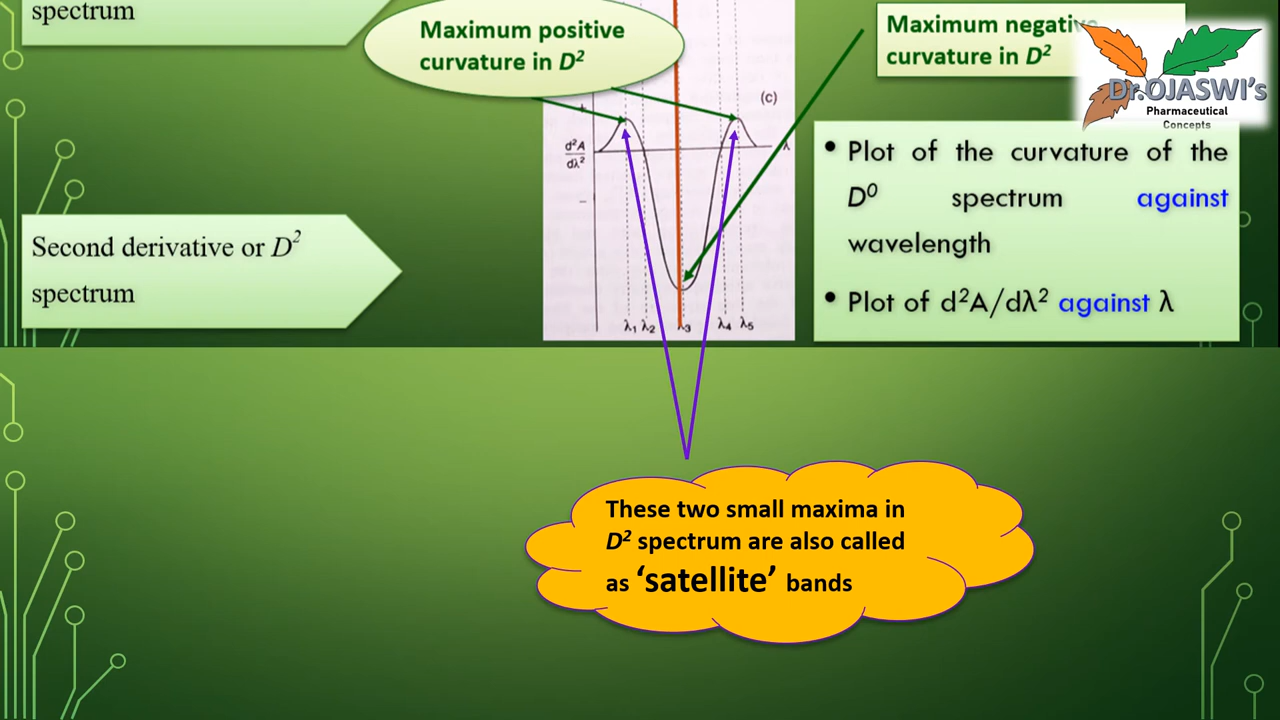 spectrum
Maximum positive
curvature in D²
Maximum negative
curvature in D²
Dr.OJASWI's
Pharmaceutical
Concepts
(c)
+
d²A
dλ²
λ
–
λ₁ λ₂ λ₃ λ₄ λ₅
Second derivative or D²
spectrum
• Plot of the curvature of the
D⁰ spectrum against
wavelength
• Plot of d²A/dλ² against λ
These two small maxima in
D² spectrum are also called
as ‘satellite’ bands